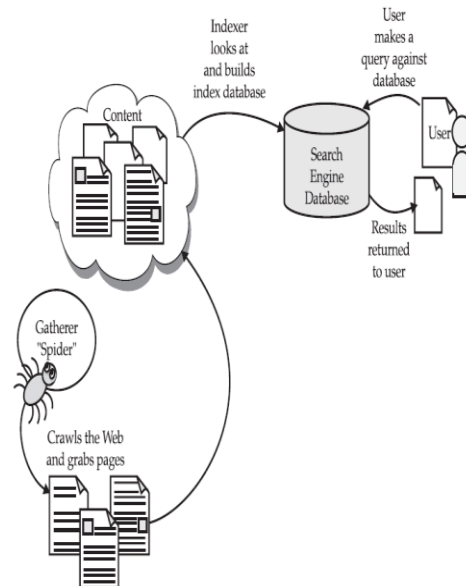 Indexer
looks at
and builds
index database
User
makes a
query against
database
Content
User
Search
Engine
Database
Results
returned
to user
Gatherer
"Spider"
Crawls the Web
and grabs pages